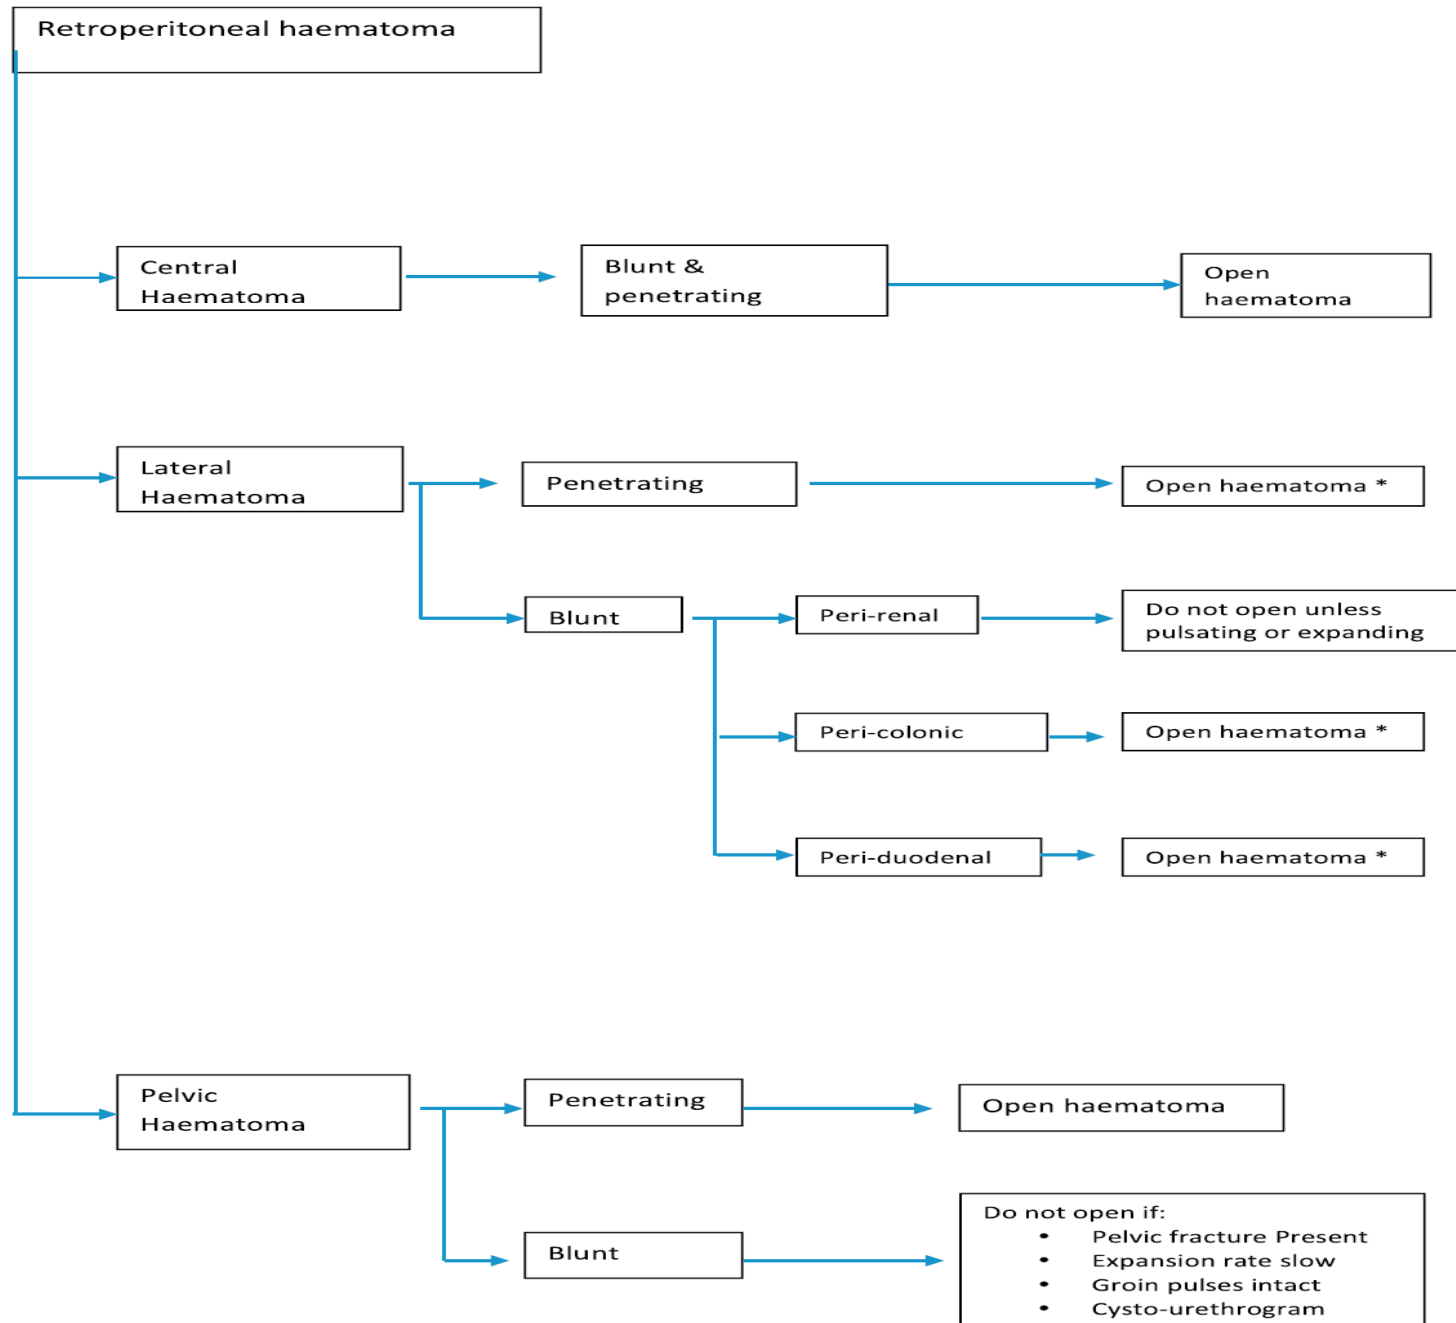 Retroperitoneal haematoma
Central
Haematoma
Blunt &
penetrating
Open
haematoma
Lateral
Haematoma
Penetrating
Open haematoma *
Blunt
Peri-renal
Do not open unless
pulsating or expanding
Peri-colonic
Open haematoma *
Peri-duodenal
Open haematoma *
Pelvic
Haematoma
Penetrating
Open haematoma
Blunt
Do not open if:
• Pelvic fracture Present
• Expansion rate slow
• Groin pulses intact
• Cysto-urethrogram